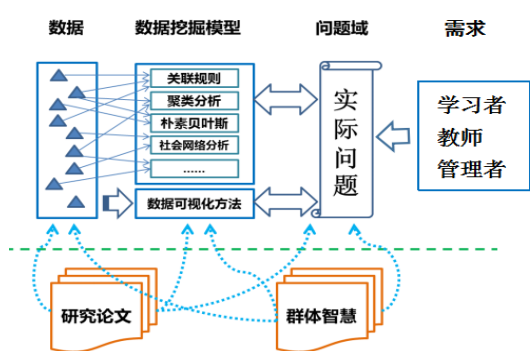 数据
数据挖掘模型
问题域
需求
关联规则
聚类分析
朴素贝叶斯
社会网络分析
......
数据可视化方法
实际问题
学习者
教师
管理者
研究论文
群体智慧